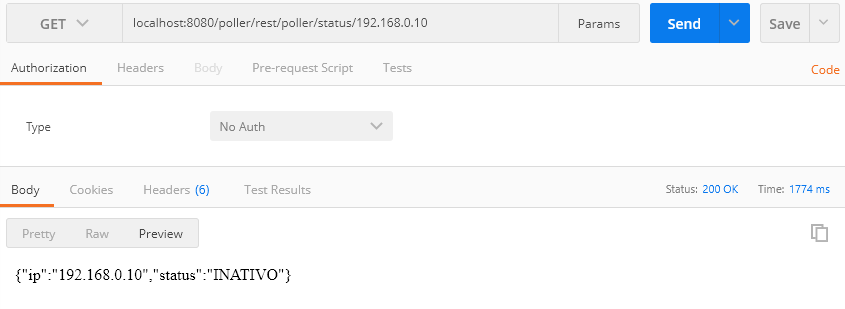 GET localhost:8080/poller/rest/poller/status/192.168.0.10 Params Send Save
Authorization Headers Body Pre-request Script Tests Code
Type No Auth
Body Cookies Headers (6) Test Results Status: 200 OK Time: 1774 ms
Pretty Raw Preview
{"ip":"192.168.0.10","status":"INATIVO"}